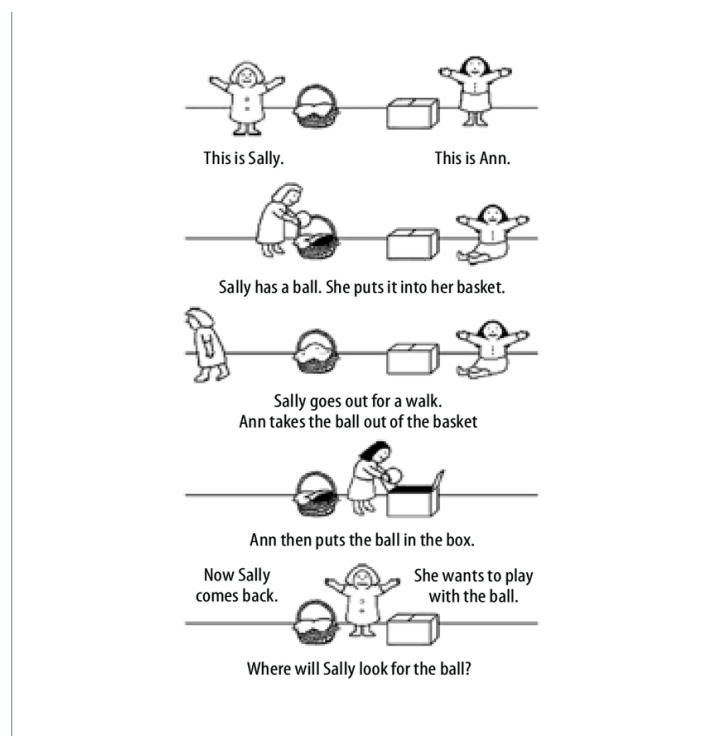 This is Sally.
This is Ann.
Sally has a ball. She puts it into her basket.
Sally goes out for a walk.
Ann takes the ball out of the basket
Ann then puts the ball in the box.
Now Sally
comes back.
She wants to play
with the ball.
Where will Sally look for the ball?